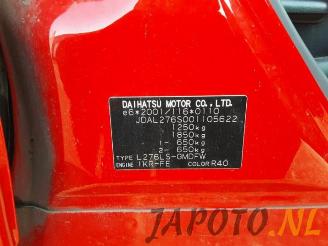 DAIHATSU MOTOR CO., LTD.
e6*2001/116*0110
JDAL276S001105622
1250kg
1850kg
1- 650kg
2- 650kg
TYPE L276LS-GMDFW
ENGINE 1KR-FE COLOR R40
JAPOTO.NL